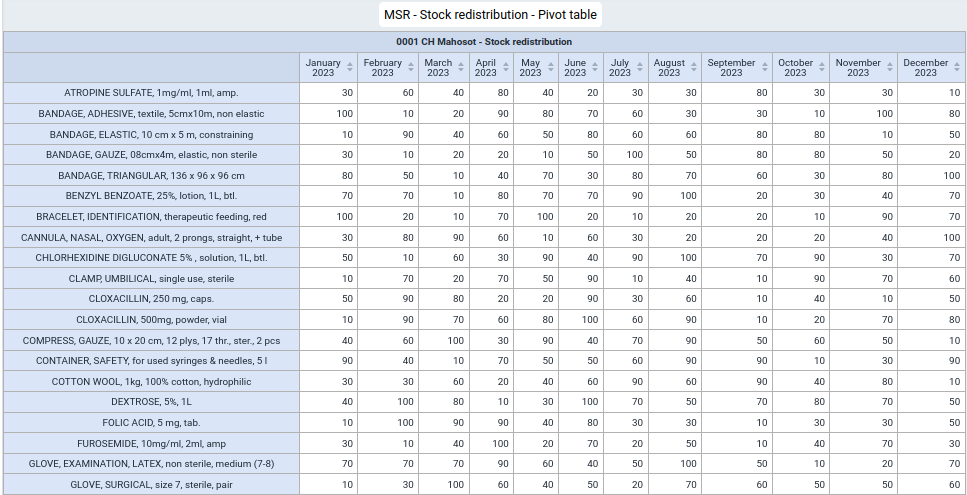 MSR - Stock redistribution - Pivot table
0001 CH Mahosot - Stock redistribution
January 2023 February 2023 March 2023 April 2023 May 2023 June 2023 July 2023 August 2023 September 2023 October 2023 November 2023 December 2023
ATROPINE SULFATE, 1mg/ml, 1ml, amp. 30 60 40 80 40 20 30 30 80 30 30 10
BANDAGE, ADHESIVE, textile, 5cmx10m, non elastic 100 10 20 90 80 70 60 30 30 10 100 80
BANDAGE, ELASTIC, 10 cm x 5 m, constraining 10 90 40 60 50 80 60 60 80 80 10 50
BANDAGE, GAUZE, 08cmx4m, elastic, non sterile 30 10 20 20 10 50 100 50 80 80 50 20
BANDAGE, TRIANGULAR, 136 x 96 x 96 cm 80 50 10 40 70 30 80 70 60 30 80 100
BENZYL BENZOATE, 25%, lotion, 1L, btl. 70 70 10 80 70 70 90 100 20 30 40 70
BRACELET, IDENTIFICATION, therapeutic feeding, red 100 20 10 70 100 20 10 20 20 10 90 70
CANNULA, NASAL, OXYGEN, adult, 2 prongs, straight, + tube 30 80 90 60 10 60 30 20 20 20 40 100
CHLORHEXIDINE DIGLUCONATE 5% , solution, 1L, btl. 50 10 60 30 90 40 90 100 70 90 30 70
CLAMP, UMBILICAL, single use, sterile 10 70 20 70 50 90 10 40 10 90 70 60
CLOXACILLIN, 250 mg, caps. 50 90 80 20 20 90 30 60 10 40 10 50
CLOXACILLIN, 500mg, powder, vial 10 90 70 60 80 100 60 90 10 20 70 80
COMPRESS, GAUZE, 10 x 20 cm, 12 plys, 17 thr., ster., 2 pcs 40 60 100 30 90 40 70 90 50 60 50 10
CONTAINER, SAFETY, for used syringes & needles, 5 l 90 40 10 70 50 50 60 90 90 10 30 90
COTTON WOOL, 1kg, 100% cotton, hydrophilic 30 30 60 20 40 60 90 60 90 40 80 10
DEXTROSE, 5%, 1L 40 100 80 10 30 100 70 50 70 80 70 50
FOLIC ACID, 5 mg, tab. 10 100 90 90 40 80 30 30 10 30 30 50
FUROSEMIDE, 10mg/ml, 2ml, amp 30 10 40 100 20 70 20 50 10 40 70 30
GLOVE, EXAMINATION, LATEX, non sterile, medium (7-8) 70 70 70 90 60 40 50 100 60 10 20 70
GLOVE, SURGICAL, size 7, sterile, pair 10 30 100 60 40 50 20 70 60 50 50 60